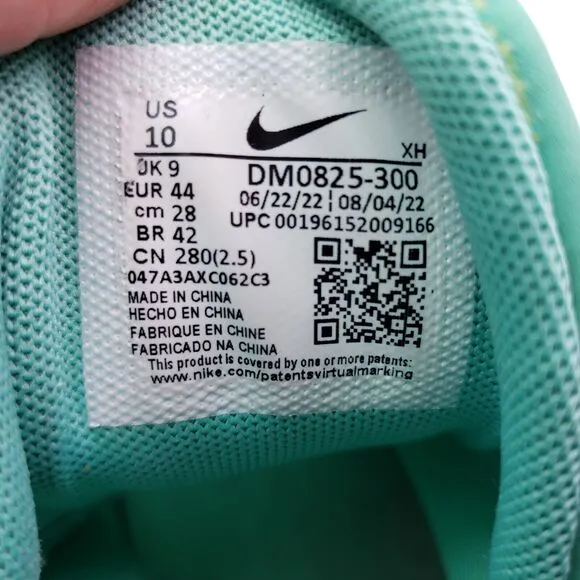 US
10
XH
UK 9
EUR 44
cm 28
BR 42
CN 280(2.5)
DM0825-300
06/22/22 | 08/04/22
UPC 00196152009166
047A3AXC062C3
MADE IN CHINA
HECHO EN CHINA
FABRIQUE EN CHINE
FABRICADO NA CHINA
This product is covered by one or more patents:
www.nike.com/patentsvirtualmarking